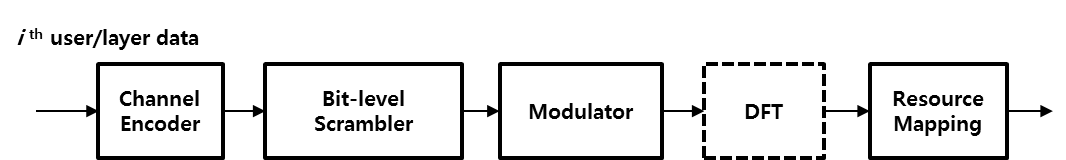 i th user/layer data
Channel
Encoder
Bit-level
Scrambler
Modulator
DFT
Resource
Mapping